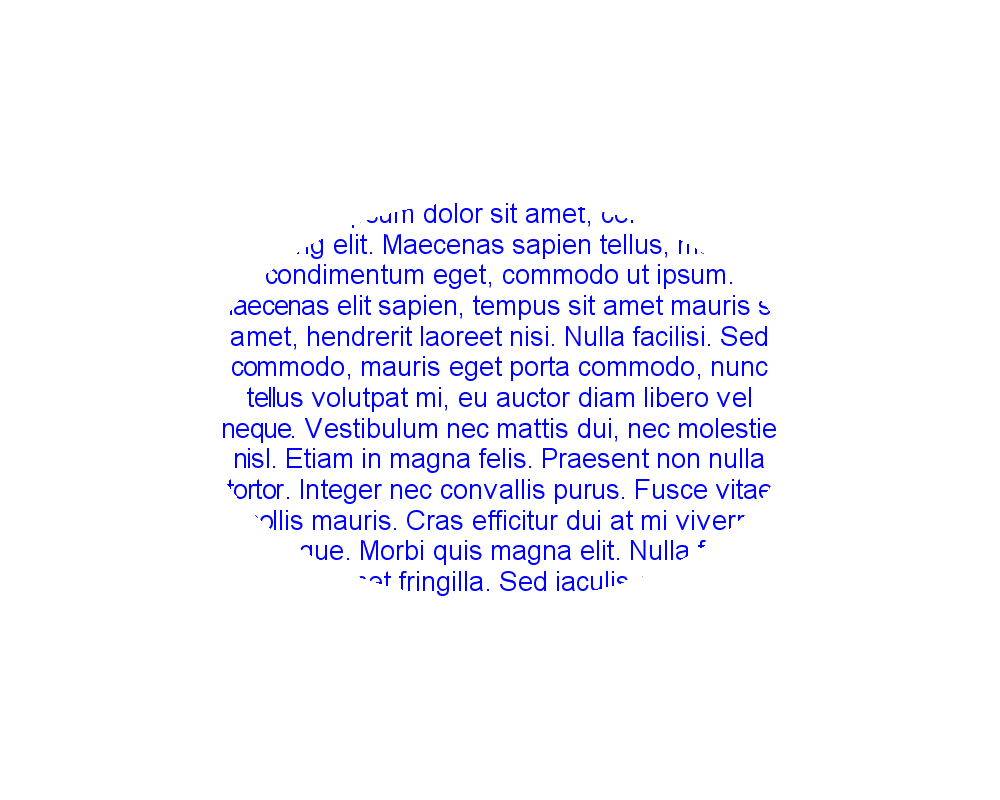 dolor sit amet,
elit. Maecenas sapien tellus,
condimentum eget, commodo ut ipsum.
elit sapien, tempus sit amet mauris
amet, hendrerit laoreet nisi. Nulla facilisi. Sed
commodo, mauris eget porta commodo, nunc
tellus volutpat mi, eu auctor diam libero vel
neque. Vestibulum nec mattis dui, nec molestie
nisl. Etiam in magna felis. Praesent non nulla
tortor. Integer nec convallis purus. Fusce vitae
mauris. Cras efficitur dui at mi
Morbi quis magna elit. Nulla
fringilla. Sed iaculis